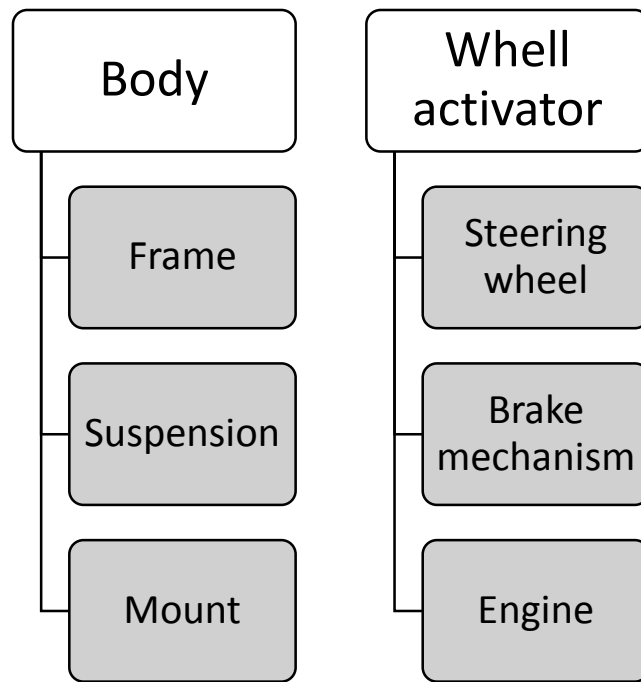 Body
Frame
Suspension
Mount
Whell
activator
Steering
wheel
Brake
mechanism
Engine